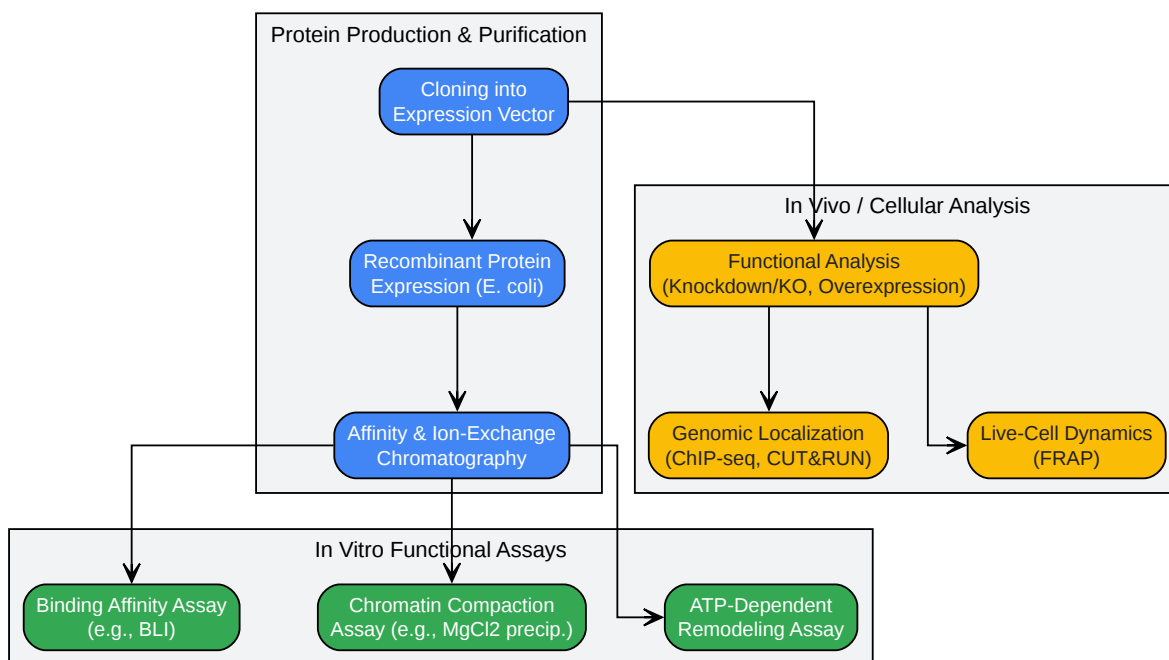 Protein Production & Purification
Cloning into
Expression Vector
In Vivo / Cellular Analysis
Recombinant Protein
Expression (E. coli)
Functional Analysis
(Knockdown/KO, Overexpression)
Affinity & Ion-Exchange
Chromatography
Genomic Localization
(ChIP-seq, CUT&RUN)
Live-Cell Dynamics
(FRAP)
In Vitro Functional Assays
Binding Affinity Assay
(e.g., BLI)
Chromatin Compaction
Assay (e.g., MgCl2 precip.)
ATP-Dependent
Remodeling Assay